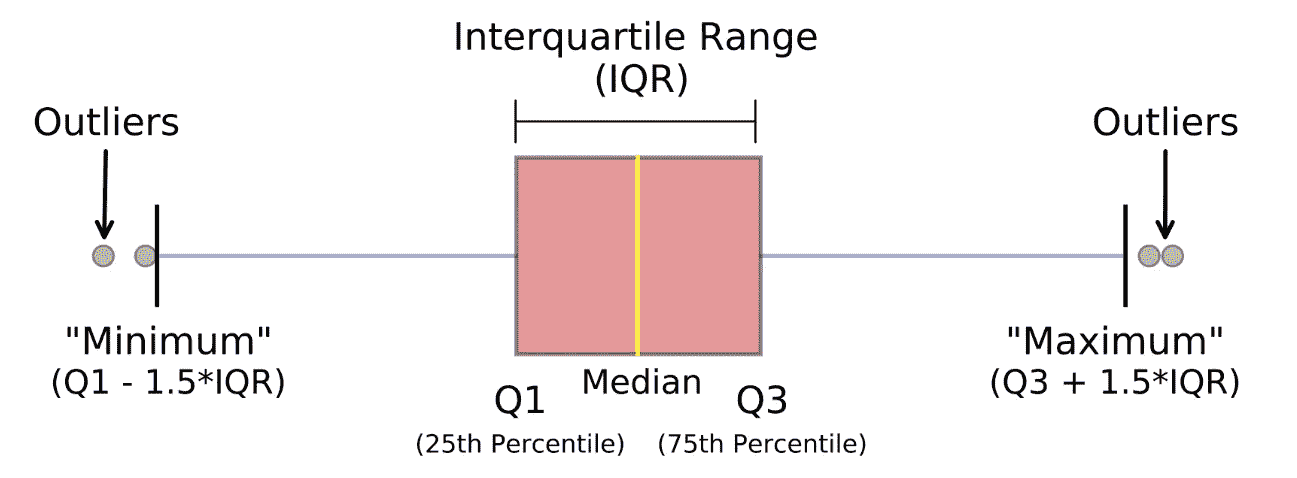 Interquartile Range
(IQR)
Outliers
Outliers
"Minimum"
(Q1 - 1.5*IQR)
"Maximum"
(Q3 + 1.5*IQR)
Q1
Median
Q3
(25th Percentile)
(75th Percentile)